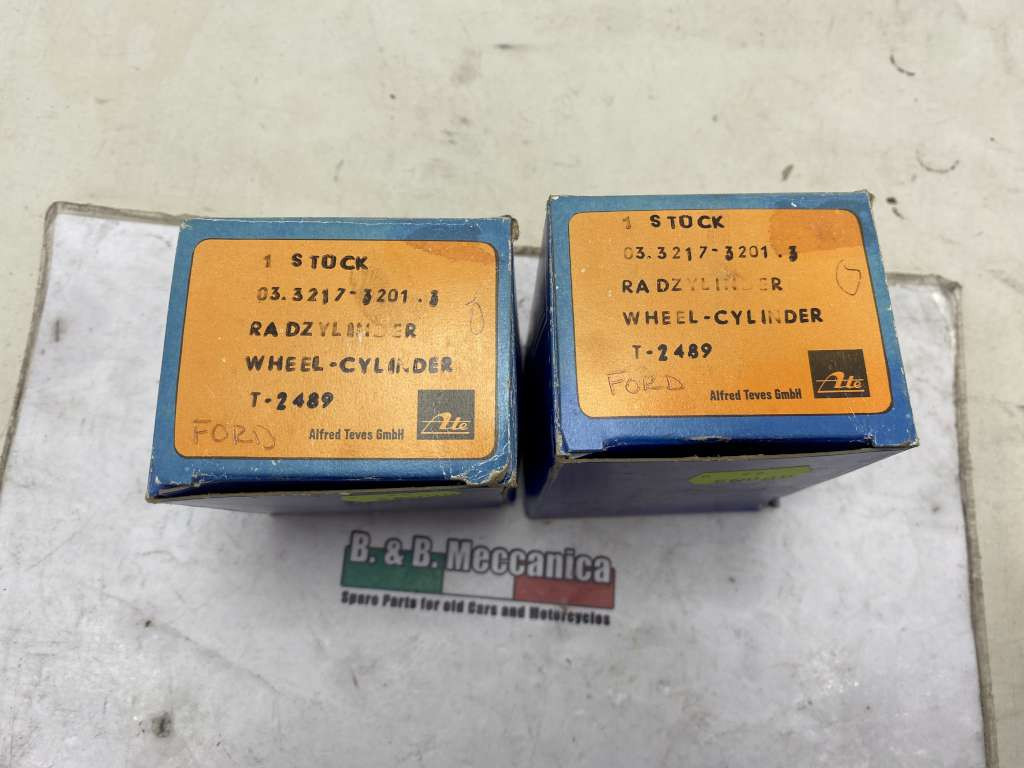 1 STÜCK
03.3217-3201.3
RADZYLINDER
WHEEL-CYLINDER
T-2489
FORD
Alfred Teves GmbH
Ate
1 STÜCK
03.3217-3201.3
RADZYLINDER
WHEEL-CYLINDER
T-2489
FORD
Alfred Teves GmbH
Ate
B. & B. Meccanica
Spare Parts for old Cars and Motorcycles